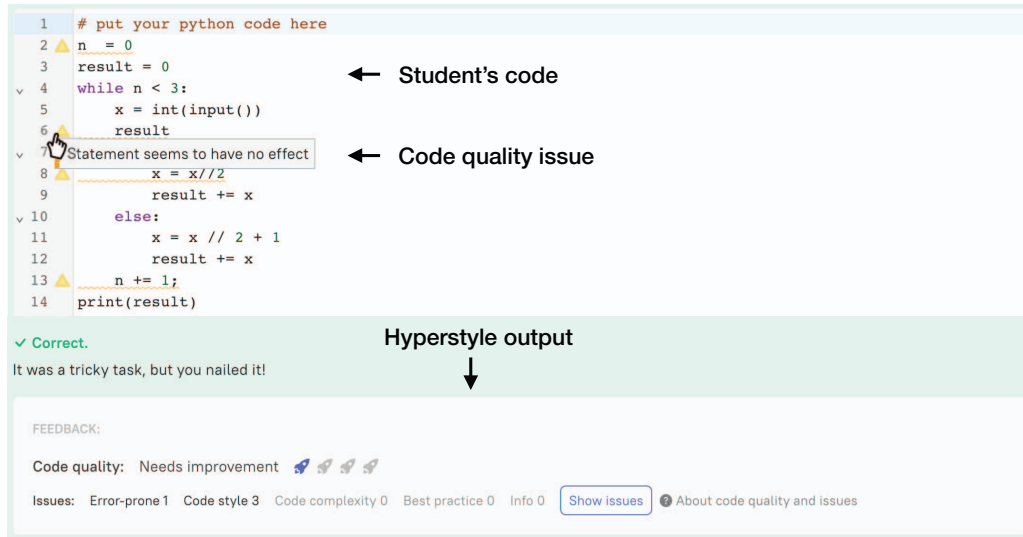 1 # put your python code here
2 n  = 0
3 result = 0
4 while n < 3:
5     x = int(input())
6     result
7 Statement seems to have no effect
8         x = x//2
9         result += x
10     else:
11         x = x // 2 + 1
12         result += x
13     n += 1;
14 print(result)
← Student's code
← Code quality issue
✓ Correct.
Hyperstyle output
It was a tricky task, but you nailed it!
FEEDBACK:
Code quality: Needs improvement
Issues: Error-prone 1 Code style 3 Code complexity 0 Best practice 0 Info 0 Show issues ? About code quality and issues